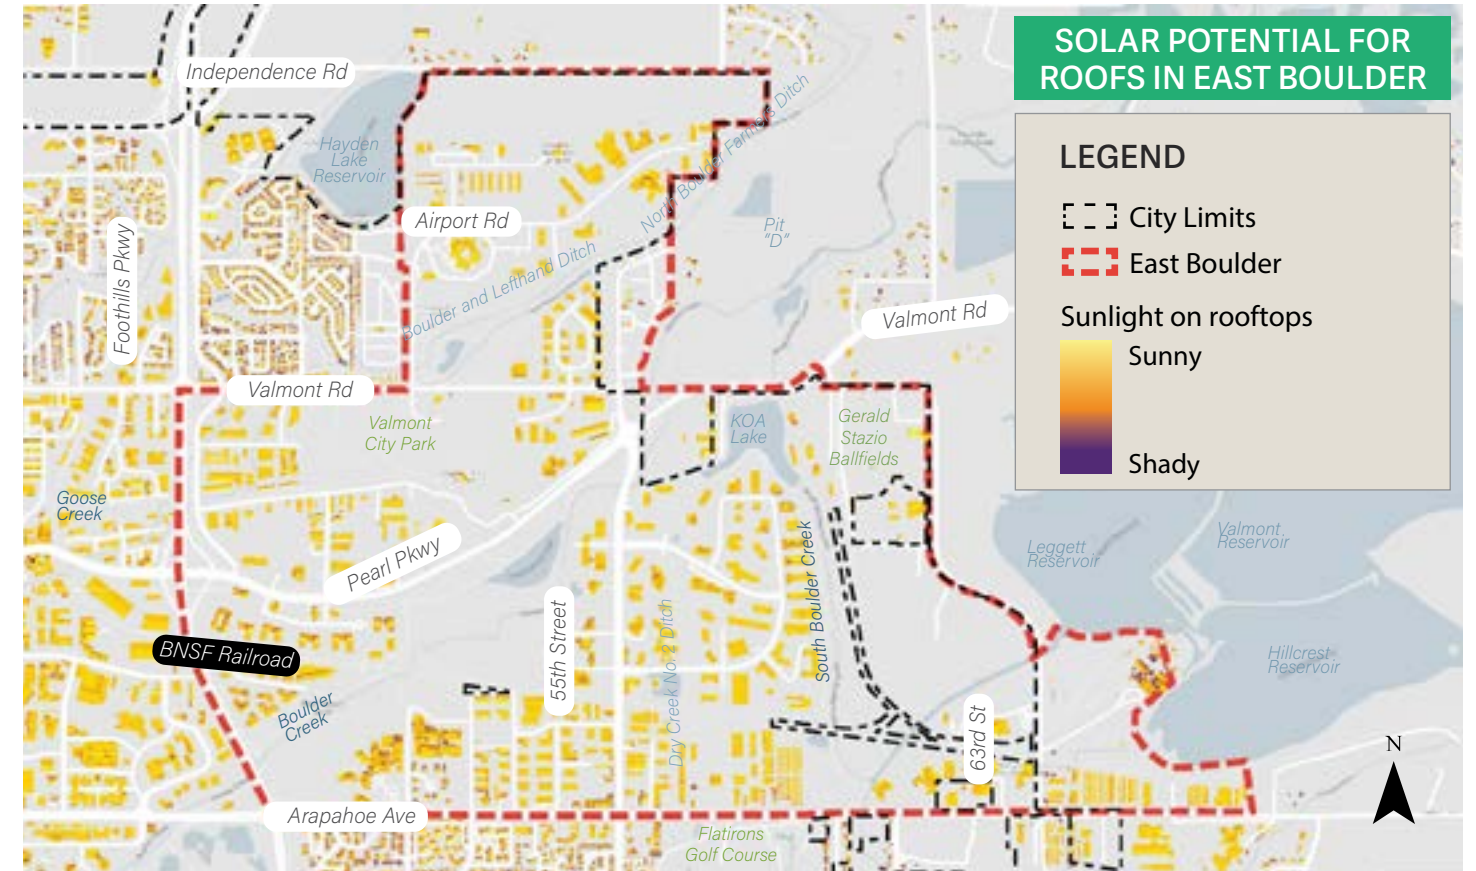 SOLAR POTENTIAL FOR
ROOFS IN EAST BOULDER
LEGEND
City Limits
East Boulder
Sunlight on rooftops
Sunny
Shady
Independence Rd
Hayden
Lake
Reservoir
North Boulder Farmers Ditch
Airport Rd
Foothills Pkwy
Pit
"D"
Boulder and Lefthand Ditch
Valmont Rd
Valmont Rd
Valmont
City Park
KOA
Lake
Gerald
Stazio
Ballfields
Goose
Creek
Pearl Pkwy
South Boulder Creek
Leggett
Reservoir
Valmont
Reservoir
BNSF Railroad
55th Street
Dry Creek No. 2 Ditch
Hillcrest
Reservoir
Boulder
Creek
63rd St
N
Arapahoe Ave
Flatirons
Golf Course